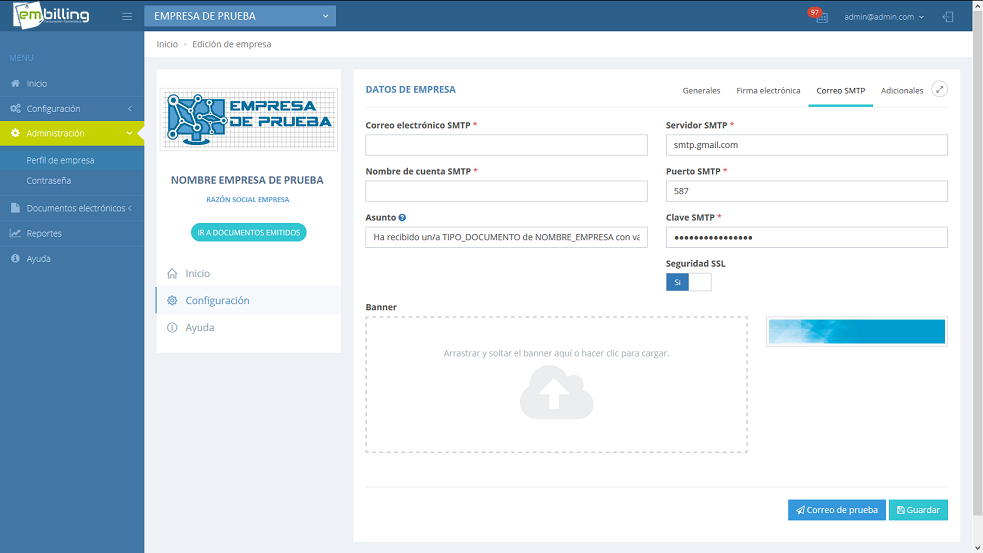 embilling
EMPRESA DE PRUEBA
97
admin@admin.com
Inicio - Edición de empresa
MENU
Inicio
Configuración
Administración
Perfil de empresa
Contraseña
Documentos electrónicos
Reportes
Ayuda
EMPRESA
DE PRUEBA
NOMBRE EMPRESA DE PRUEBA
RAZÓN SOCIAL EMPRESA
IR A DOCUMENTOS EMITIDOS
Inicio
Configuración
Ayuda
DATOS DE EMPRESA
Generales Firma electrónica Correo SMTP Adicionales
Correo electrónico SMTP *
Servidor SMTP *
smtp.gmail.com
Nombre de cuenta SMTP *
Puerto SMTP *
587
Asunto ?
Ha recibido un/a TIPO_DOCUMENTO de NOMBRE_EMPRESA con va
Clave SMTP *
••••••••••••••••
Seguridad SSL
Si
Banner
Arrastrar y soltar el banner aquí o hacer clic para cargar.
Correo de prueba Guardar